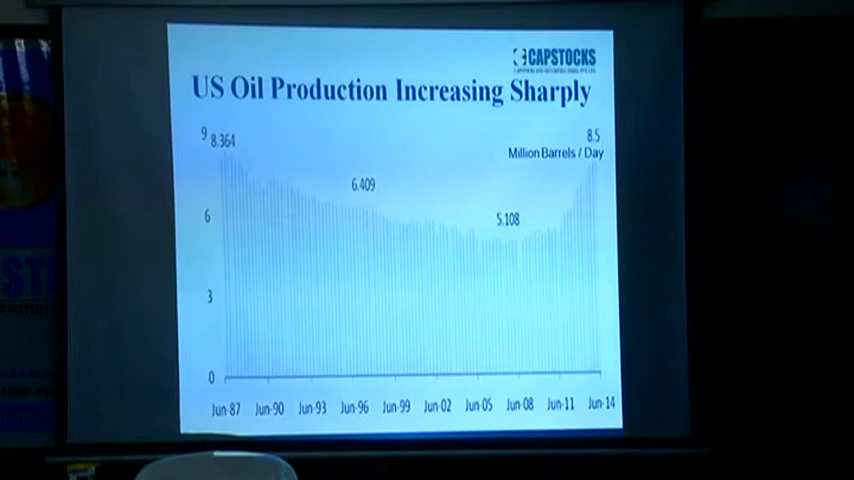 CAPSTOCKS
US Oil Production Increasing Sharply
9
8.364
8.5
Million Barrels / Day
6.409
6
5.108
3
0
Jun-87 Jun-90 Jun-93 Jun-96 Jun-99 Jun-02 Jun-05 Jun-08 Jun-11 Jun-14